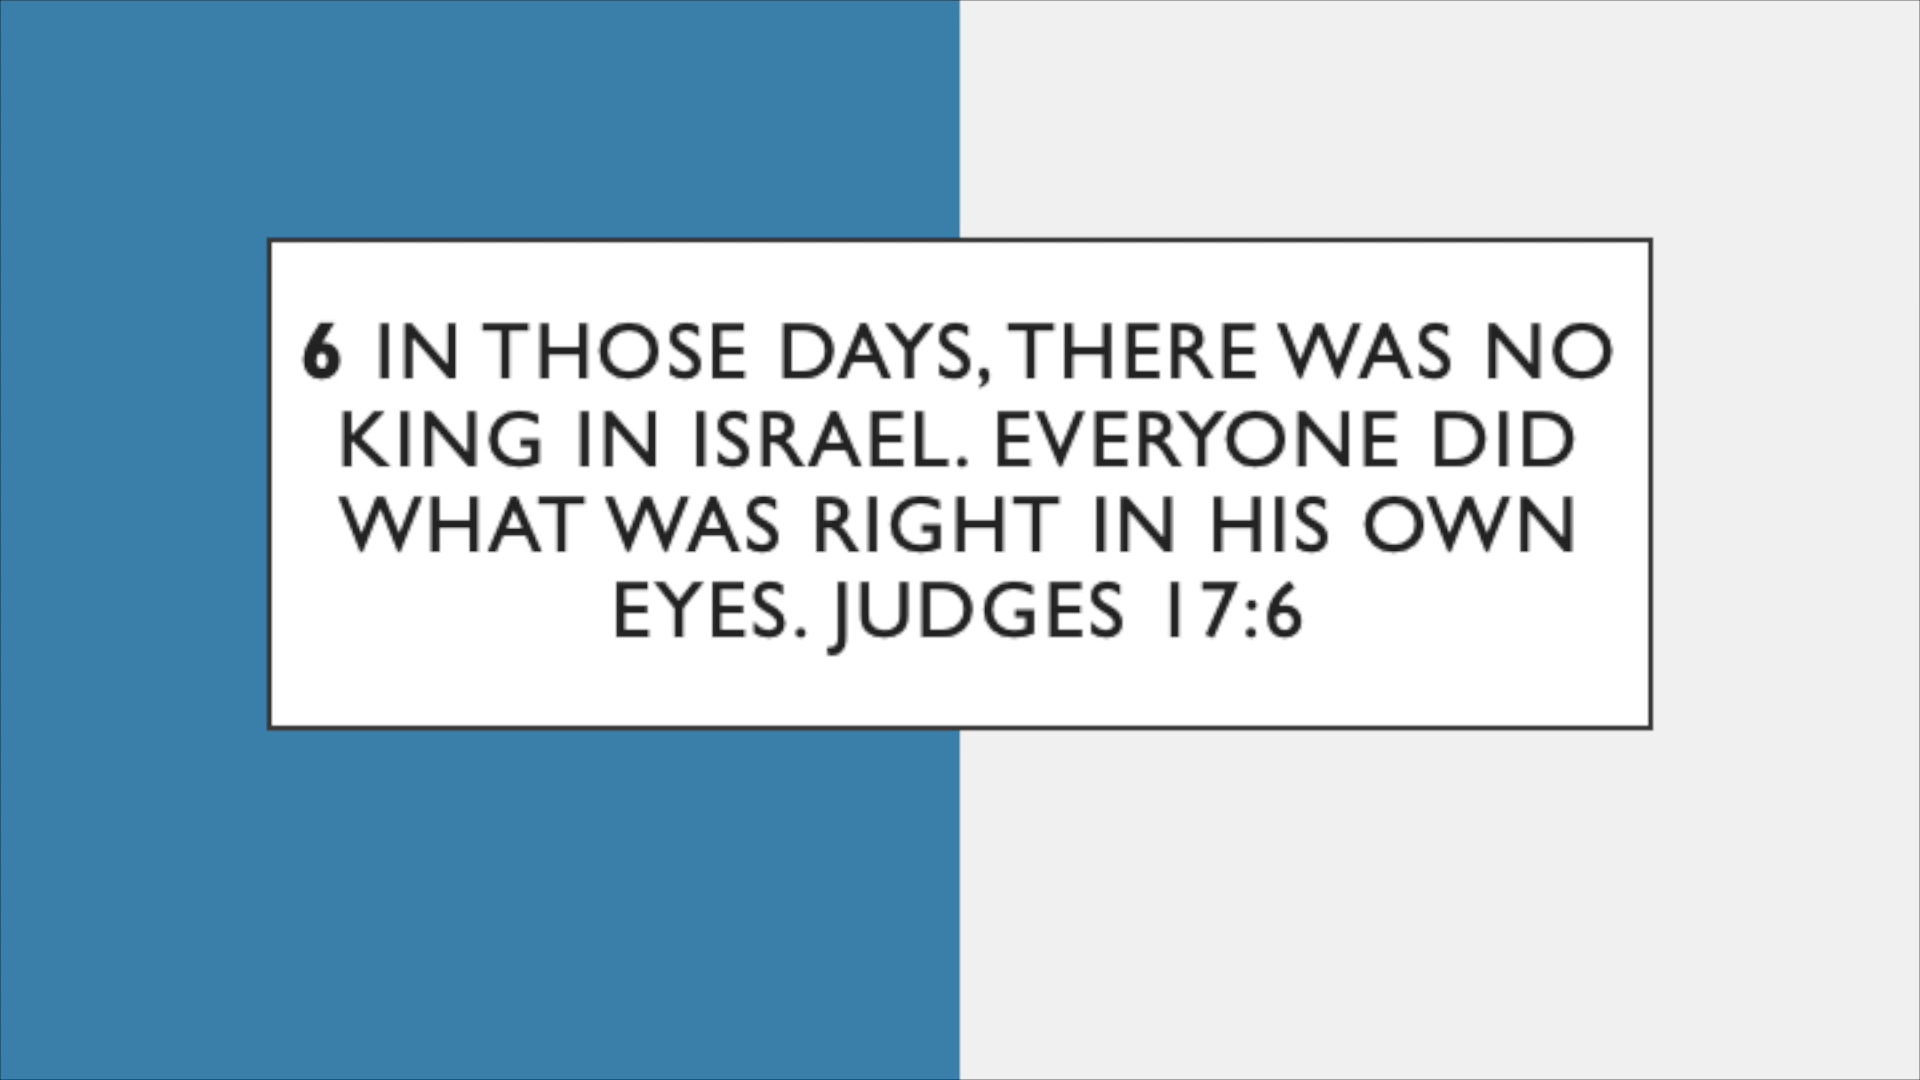 6 IN THOSE DAYS, THERE WAS NO
KING IN ISRAEL. EVERYONE DID
WHAT WAS RIGHT IN HIS OWN
EYES. JUDGES 17:6